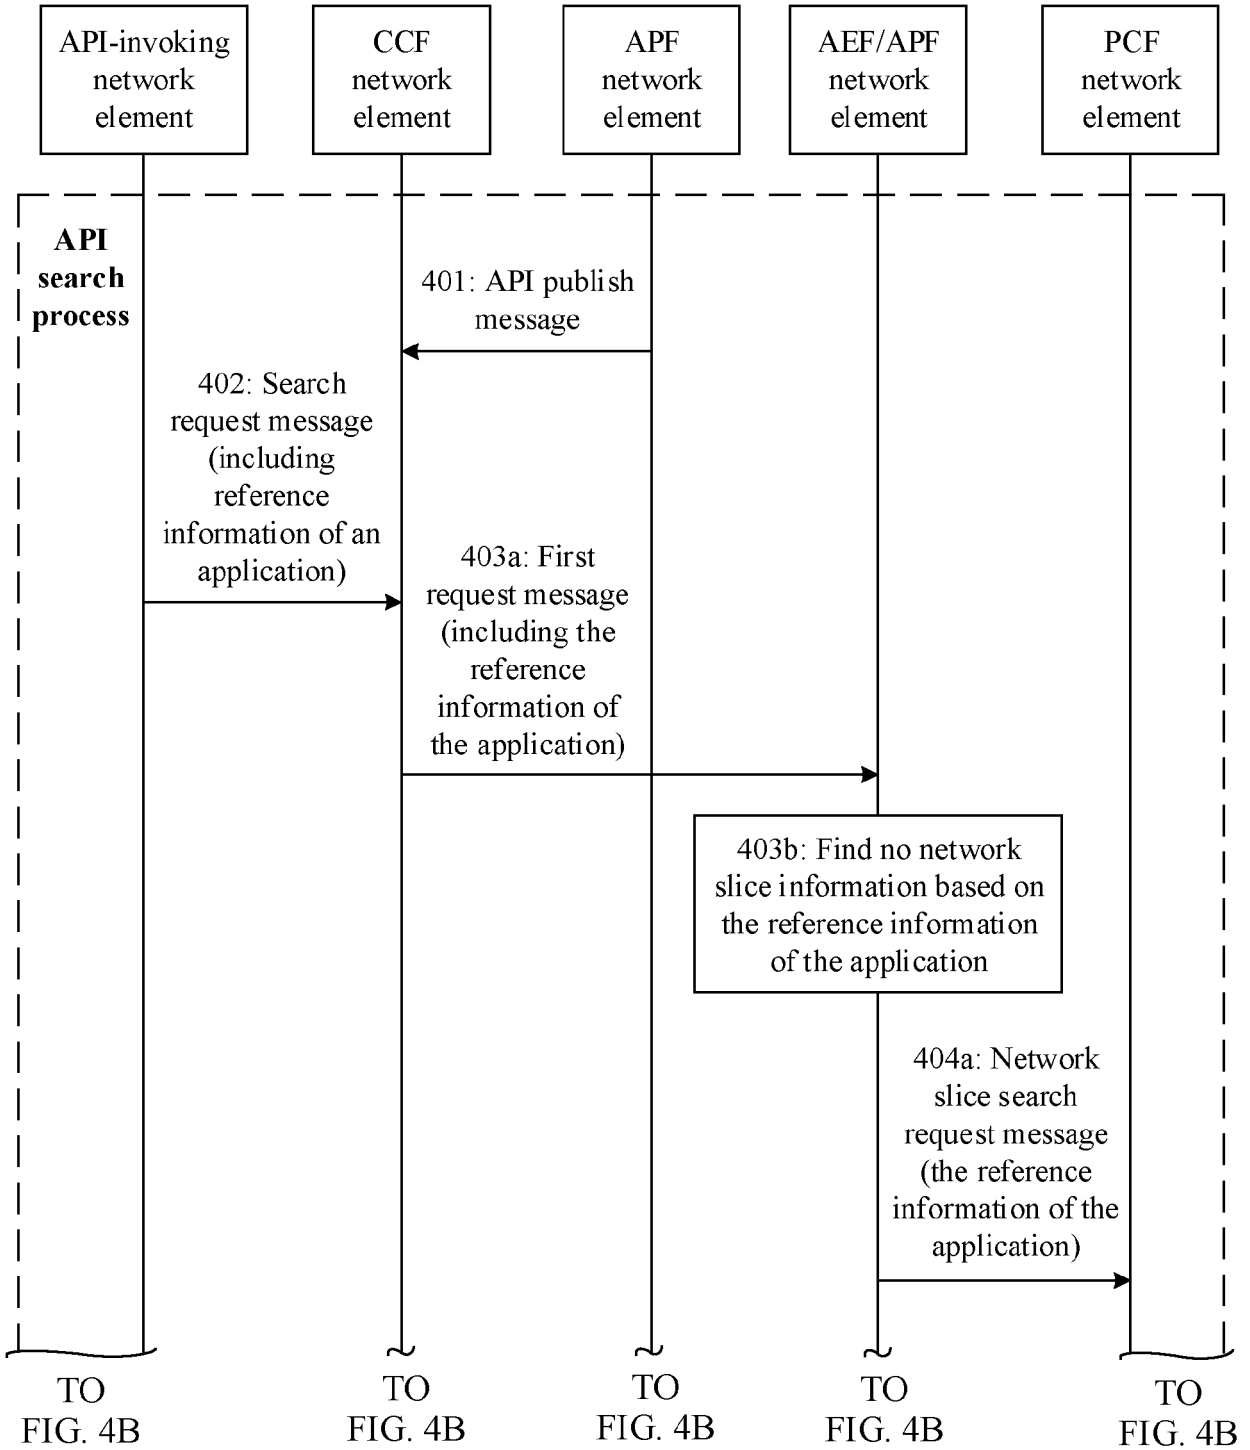 API-invoking
network
element
CCF
network
element
APF
network
element
AEF/APF
network
element
PCF
network
element
API
search
process
401: API publish
message
402: Search
request message
(including
reference
information of an
application)
403a: First
request message
(including the
reference
information of
the application)
403b: Find no network
slice information based on
the reference information
of the application
404a: Network
slice search
request message
(the reference
information of the
application)
TO
FIG. 4B
TO
FIG. 4B
TO
FIG. 4B
TO
FIG. 4B
TO
FIG. 4B